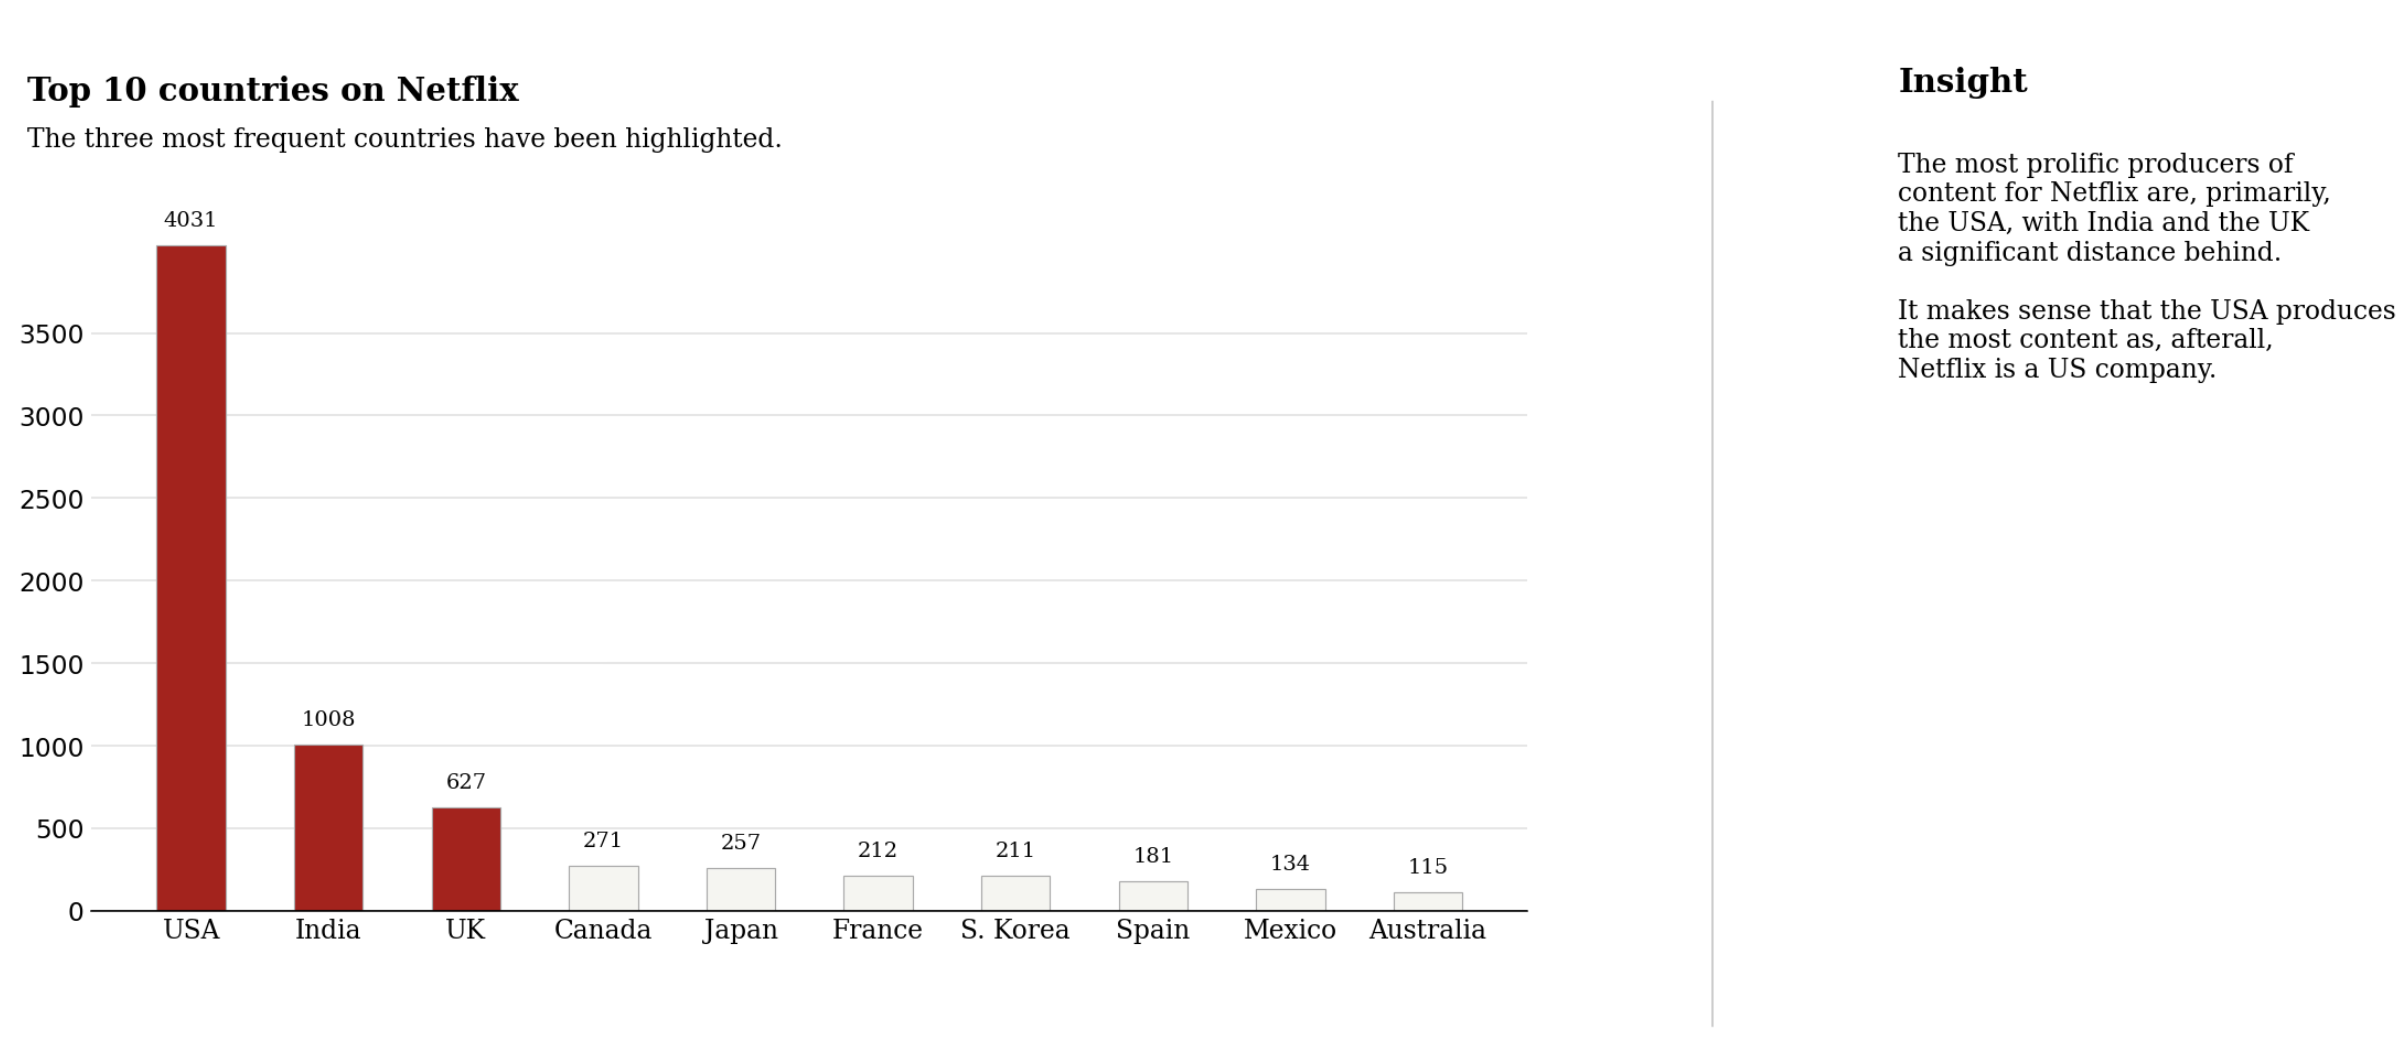 Top 10 countries on Netflix
The three most frequent countries have been highlighted.
4031
3500
3000
2500
2000
1500
1008
1000
627
500
271
257
212
211
181
134
115
0
USA India UK Canada Japan France S. Korea Spain Mexico Australia
Insight
The most prolific producers of
content for Netflix are, primarily,
the USA, with India and the UK
a significant distance behind.
It makes sense that the USA produces
the most content as, afterall,
Netflix is a US company.